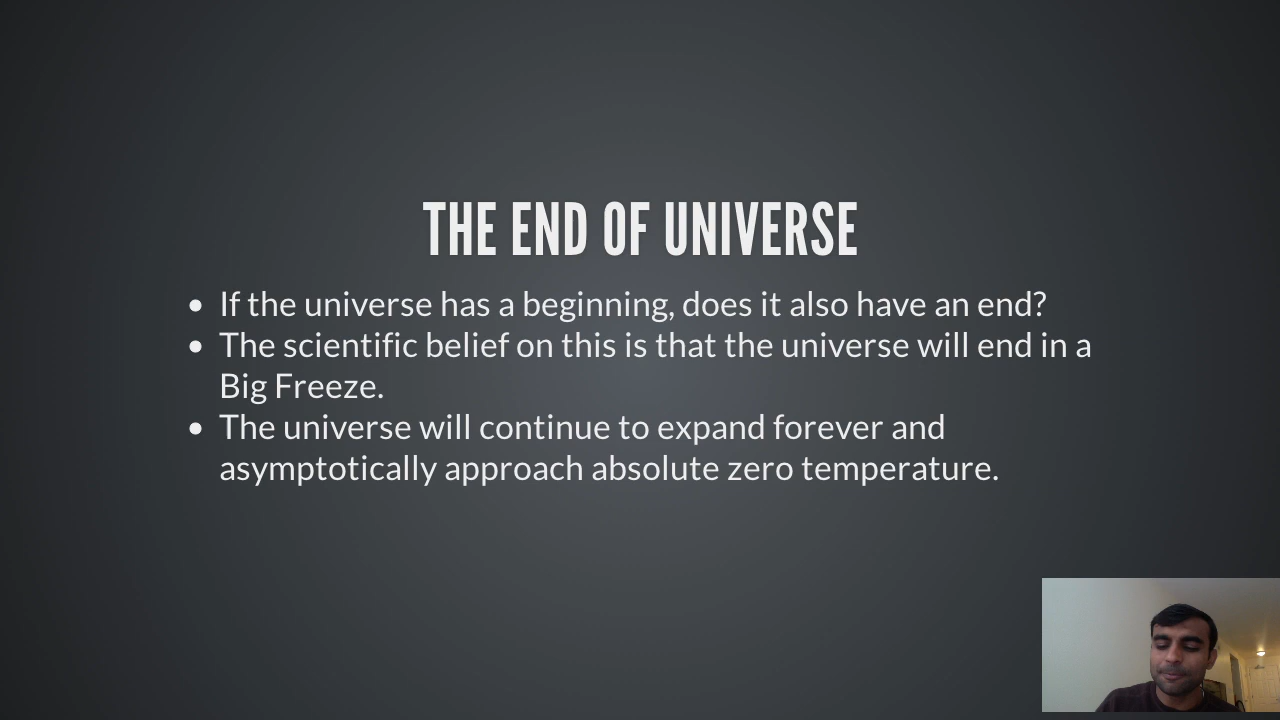 THE END OF UNIVERSE
If the universe has a beginning, does it also have an end?
The scientific belief on this is that the universe will end in a
Big Freeze.
The universe will continue to expand forever and
asymptotically approach absolute zero temperature.